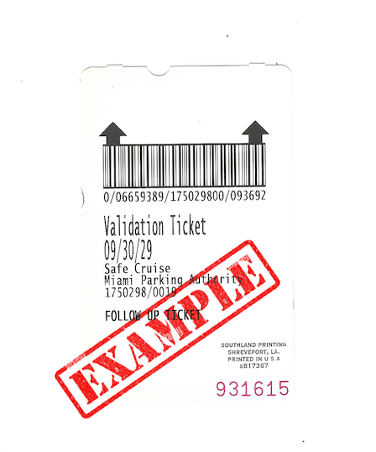 0/06659389/175029800/093692
Validation Ticket
09/30/29
Safe Cruise
Miami Parking Authority
1750298/0019
FOLLOW UP TICKET
EXAMPLE
SOUTHLAND PRINTING
SHREVEPORT, LA.
PRINTED IN U S A
S017367
931615